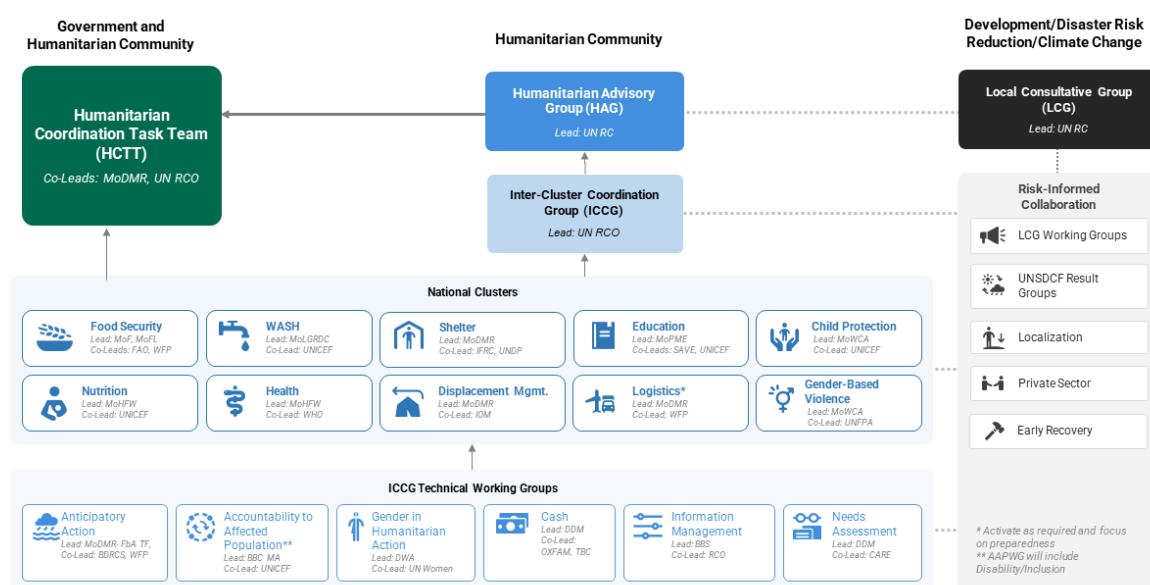 Government and
Humanitarian Community
Humanitarian Community
Development/Disaster Risk
Reduction/Climate Change
Humanitarian
Coordination Task Team
(HCTT)
Co-Leads: MoDMR, UN RCO
Humanitarian Advisory
Group (HAG)
Lead: UN RC
Local Consultative Group
(LCG)
Lead: UN RC
Inter-Cluster Coordination
Group (ICCG)
Lead: UN RCO
Risk-Informed
Collaboration
LCG Working Groups
UNSDCF Result
Groups
Localization
Private Sector
Early Recovery
National Clusters
Food Security
Lead: MoF, MoFL
Co-Leads: FAO, WFP
WASH
Lead: MoLGRDC
Co-Lead: UNICEF
Shelter
Lead: MoDMR
Co-Lead: IFRC, UNDP
Education
Lead: MoPME
Co-Leads: SAVE, UNICEF
Child Protection
Lead: MoWCA
Co-Lead: UNICEF
Nutrition
Lead: MoHFW
Co-Lead: UNICEF
Health
Lead: MoHFW
Co-Lead: WHO
Displacement Mgmt.
Lead: MoDMR
Co-Lead: IOM
Logistics*
Lead: MoDMR
Co-Lead; WFP
Gender-Based
Violence
Lead: MoWCA
Co-Lead: UNFPA
ICCG Technical Working Groups
Anticipatory
Action
Lead: MoDMR- FbA TF,
Co-Lead: BDRCS, WFP
Accountability to
Affected
Population**
Lead: BBC MA
Co-Lead: UNICEF
Gender in
Humanitarian
Action
Lead: DWA
Co-Lead: UN Women
Cash
Lead: DDM
Co-Lead:
OXFAM, TBC
Information
Management
Lead: BBS
Co-Lead: RCO
Needs
Assessment
Lead: DDM
Co-Lead: CARE
* Activate as required and focus
on preparedness
** AAPWG will include
Disability/Inclusion